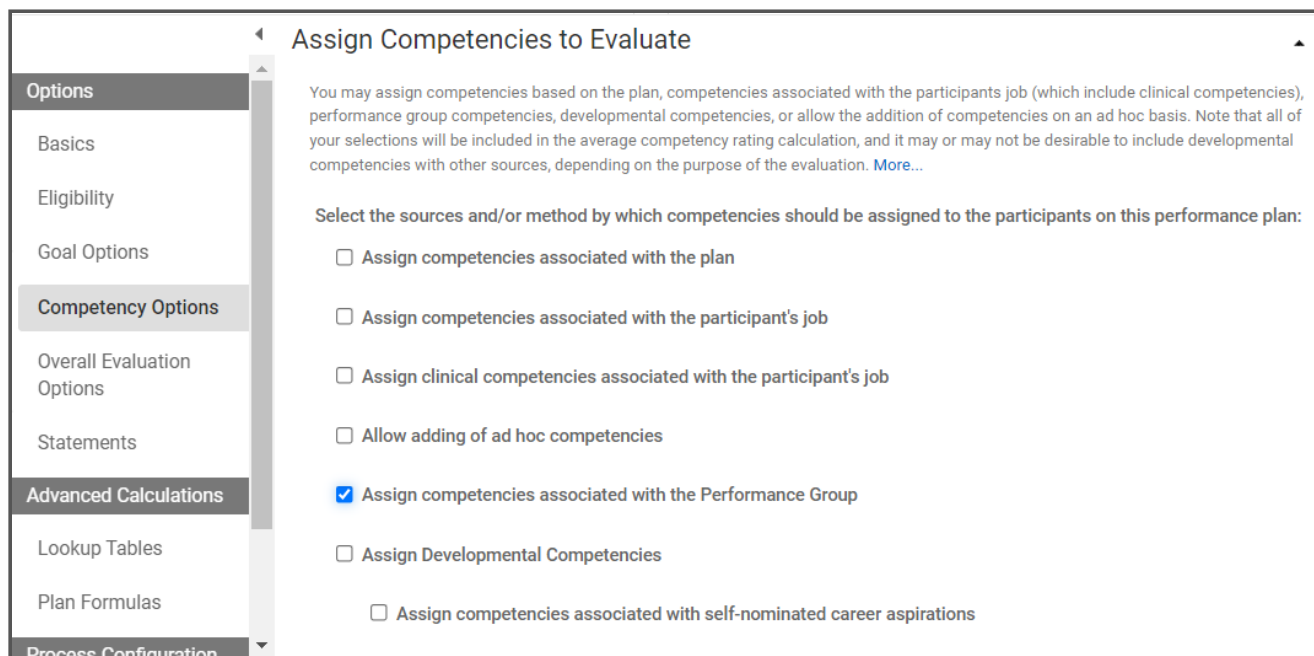 Assign Competencies to Evaluate
Options
Basics
Eligibility
Goal Options
Competency Options
Overall Evaluation
Options
Statements
Advanced Calculations
Lookup Tables
Plan Formulas
Process Configuration
You may assign competencies based on the plan, competencies associated with the participants job (which include clinical competencies),
performance group competencies, developmental competencies, or allow the addition of competencies on an ad hoc basis. Note that all of
your selections will be included in the average competency rating calculation, and it may or may not be desirable to include developmental
competencies with other sources, depending on the purpose of the evaluation. More...
Select the sources and/or method by which competencies should be assigned to the participants on this performance plan:
Assign competencies associated with the plan
Assign competencies associated with the participant's job
Assign clinical competencies associated with the participant's job
Allow adding of ad hoc competencies
Assign competencies associated with the Performance Group
Assign Developmental Competencies
Assign competencies associated with self-nominated career aspirations